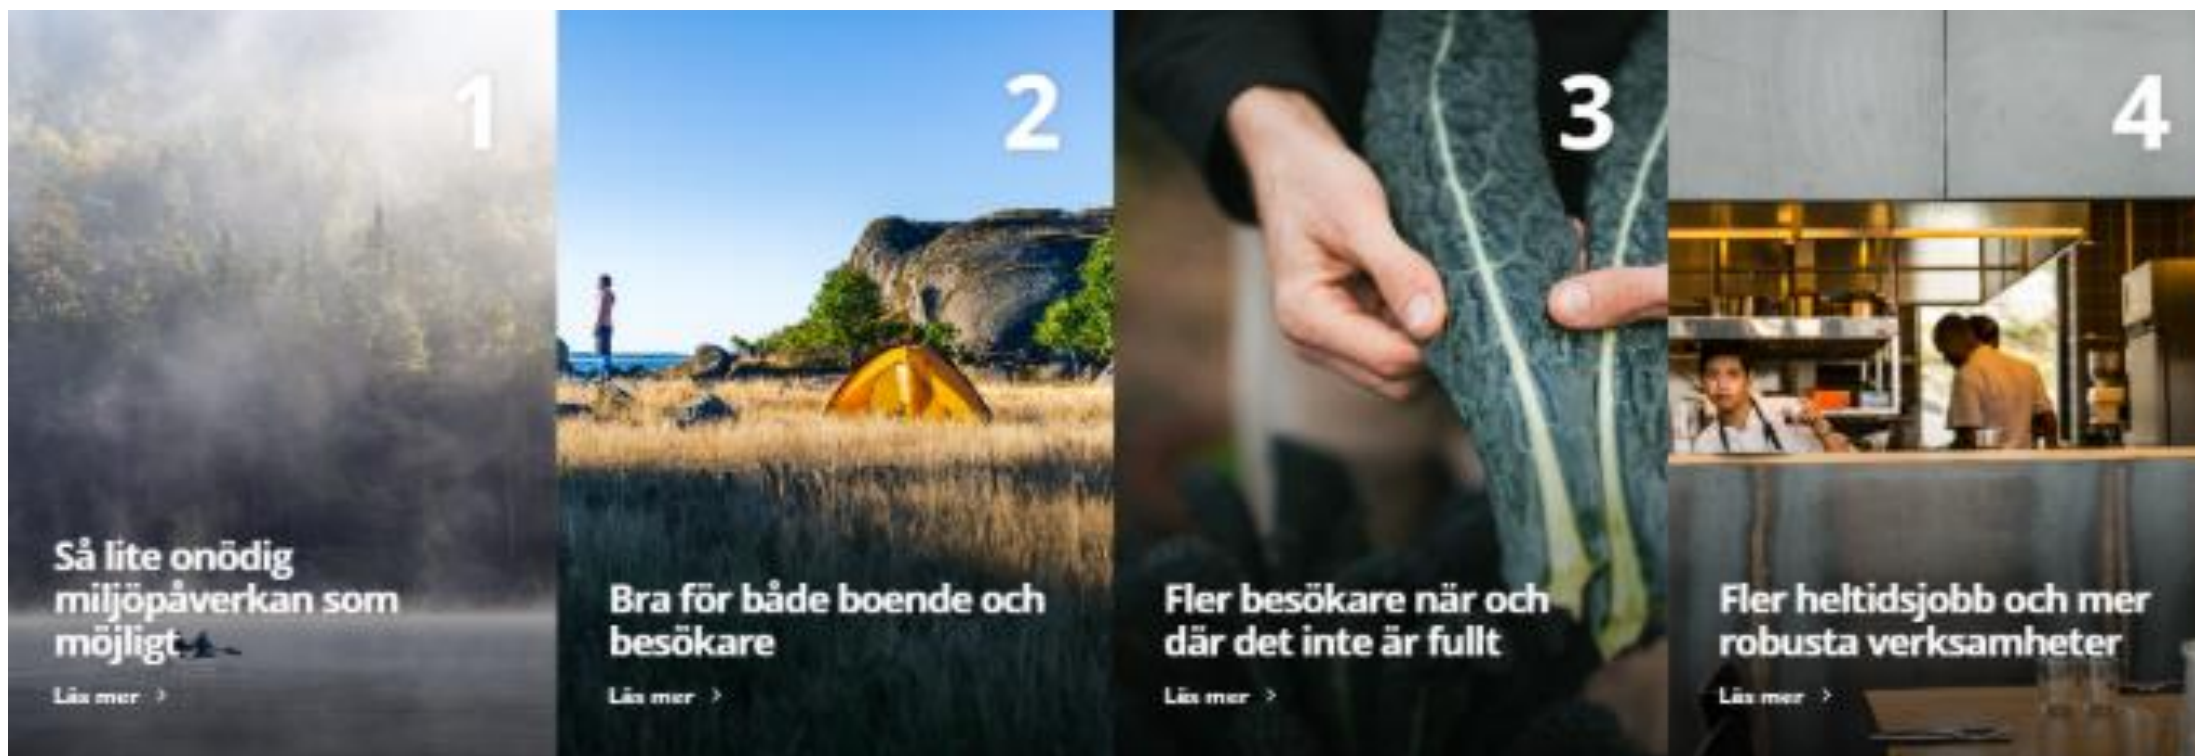 1
Så lite onödig
miljöpåverkan som
möjligt
Läs mer
2
Bra för både boende och
besökare
Läs mer
3
Fler besökare när och
där det inte är fullt
Läs mer
4
Fler heltidsjobb och mer
robusta verksamheter
Läs mer